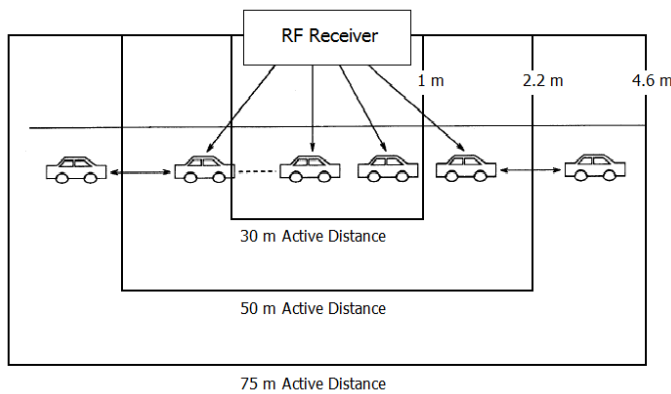 RF Receiver
1 m
2.2 m
4.6 m
30 m Active Distance
50 m Active Distance
75 m Active Distance